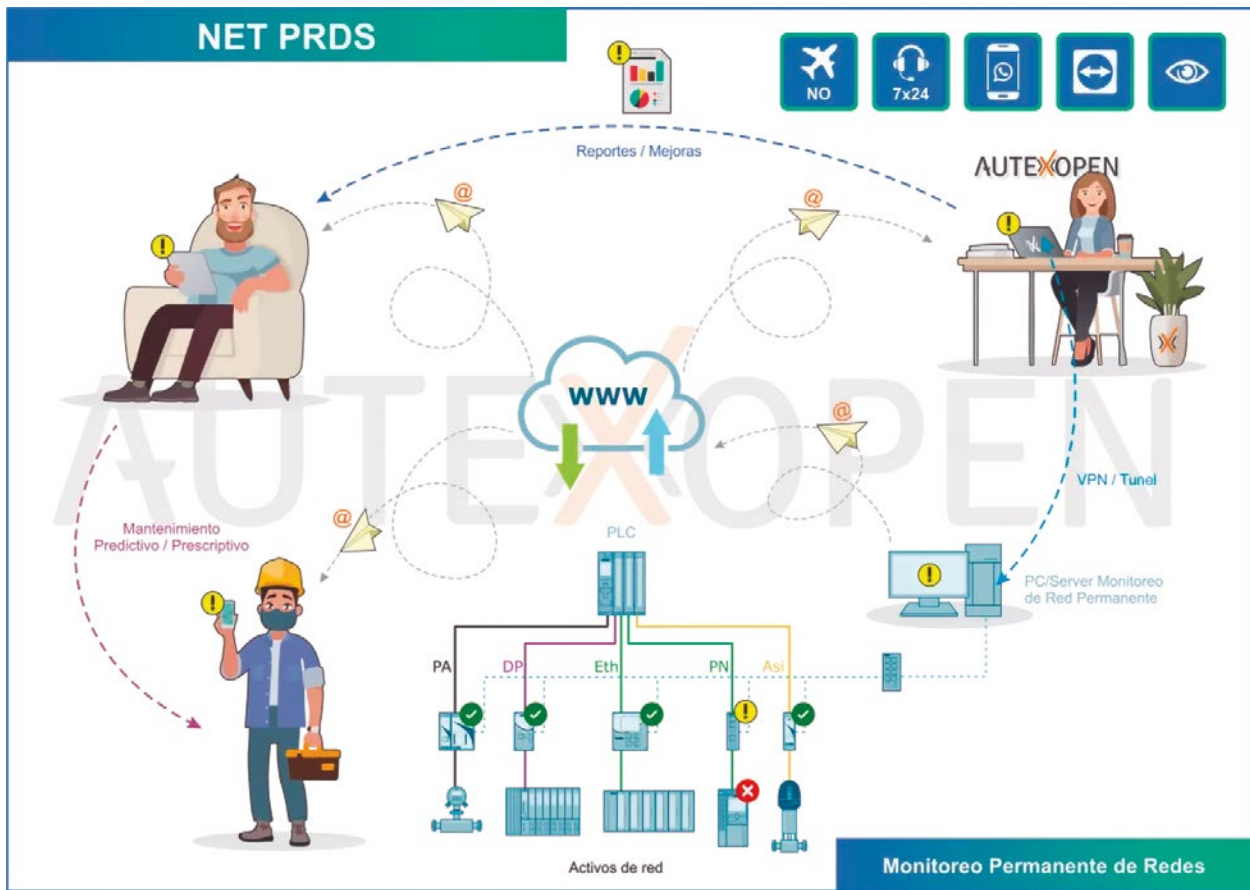 NET PRDS
NO
7x24
Reportes / Mejoras
AUTEXOPEN
@
@
www
@
@
AUTEXOPEN
VPN / Tunel
Mantenimiento
Predictivo / Prescriptivo
PLC
PC/Server Monitoreo
de Red Permanente
PA
DP
Eth
PN
Asi
Activos de red
Monitoreo Permanente de Redes